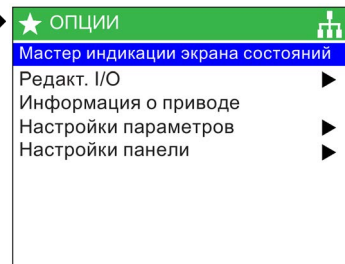 ОПЦИИ
Мастер индикации экрана состояний
Редакт. I/O
Информация о приводе
Настройки параметров
Настройки панели